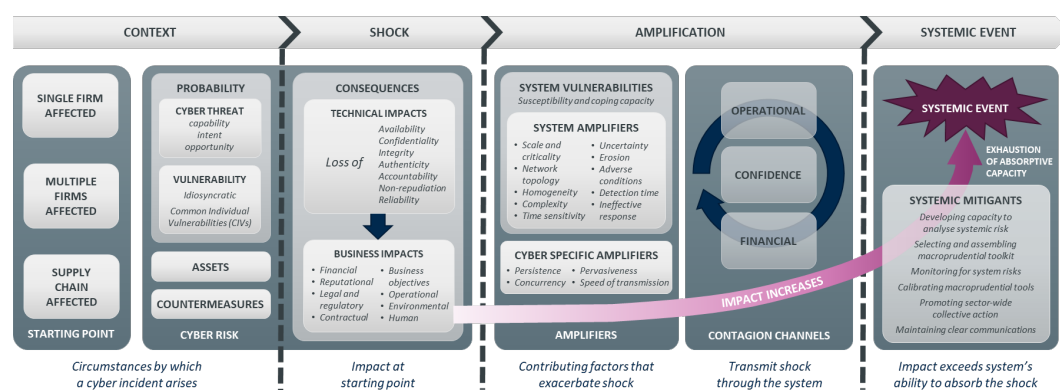 CONTEXT
SHOCK
AMPLIFICATION
SYSTEMIC EVENT
SINGLE FIRM
AFFECTED
MULTIPLE
FIRMS
AFFECTED
SUPPLY
CHAIN
AFFECTED
STARTING POINT
PROBABILITY
CYBER THREAT
capability
intent
opportunity
VULNERABILITY
Idiosyncratic
Common Individual
Vulnerabilities (CIVs)
ASSETS
COUNTERMEASURES
CYBER RISK
Circumstances by which
a cyber incident arises
CONSEQUENCES
TECHNICAL IMPACTS
Loss of
Availability
Confidentiality
Integrity
Authenticity
Accountability
Non-repudiation
Reliability
BUSINESS IMPACTS
• Financial
• Reputational
• Legal and
regulatory
• Contractual
• Business
objectives
• Operational
• Environmental
• Human
Impact at
starting point
SYSTEM VULNERABILITIES
Susceptibility and coping capacity
SYSTEM AMPLIFIERS
• Scale and
criticality
• Network
topology
• Homogeneity
• Complexity
• Time sensitivity
• Uncertainty
• Erosion
• Adverse
conditions
• Detection time
• Ineffective
response
CYBER SPECIFIC AMPLIFIERS
• Persistence
• Concurrency
• Pervasiveness
• Speed of transmission
AMPLIFIERS
Contributing factors that
exacerbate shock
OPERATIONAL
CONFIDENCE
FINANCIAL
IMPACT INCREASES
CONTAGION CHANNELS
Transmit shock
through the system
SYSTEMIC EVENT
EXHAUSTION
OF ABSORPTIVE
CAPACITY
SYSTEMIC MITIGANTS
Developing capacity to
analyse systemic risk
Selecting and assembling
macroprudential toolkit
Monitoring for system risks
Calibrating macroprudential tools
Promoting sector-wide
collective action
Maintaining clear communications
Impact exceeds system's
ability to absorb the shock